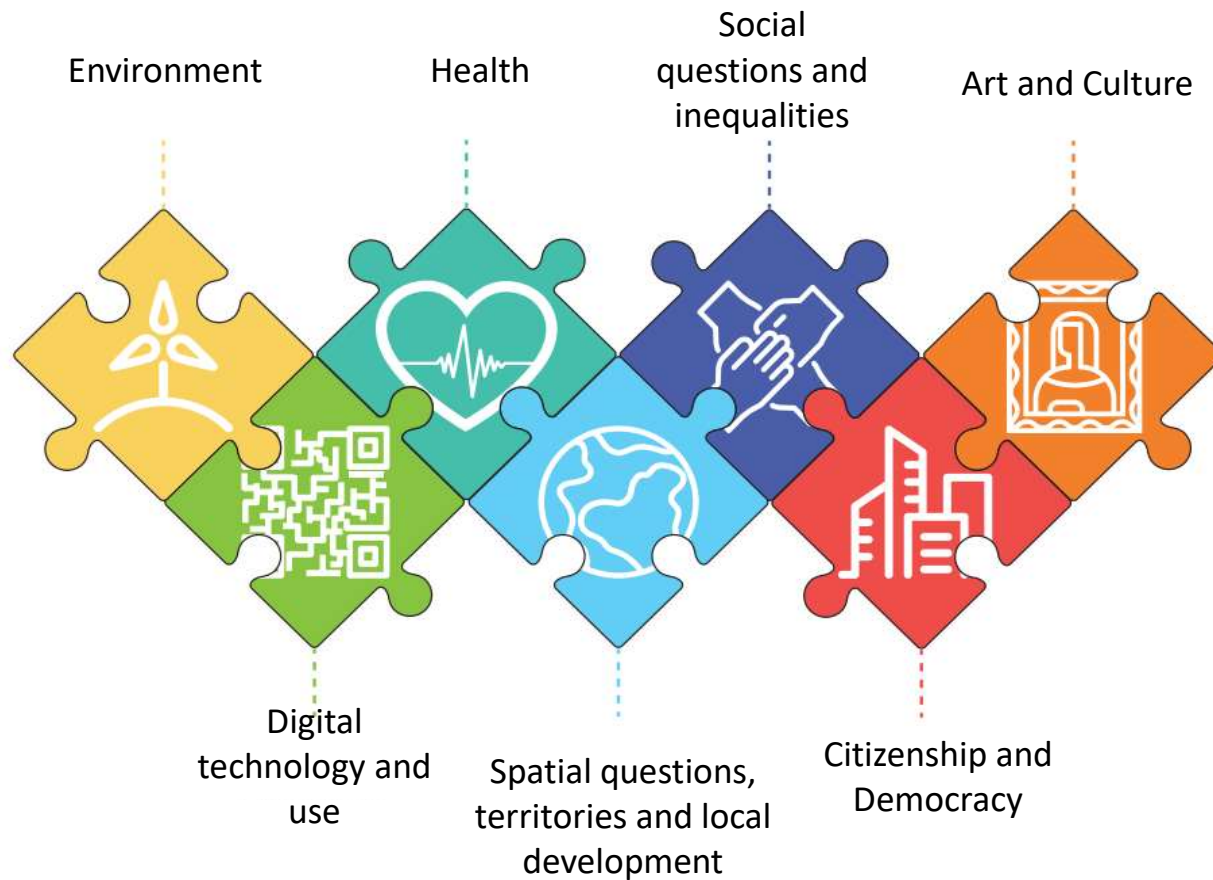 Environment
Health
Social
questions and
inequalities
Art and Culture
Digital
technology and
use
Spatial questions,
territories and local
development
Citizenship and
Democracy